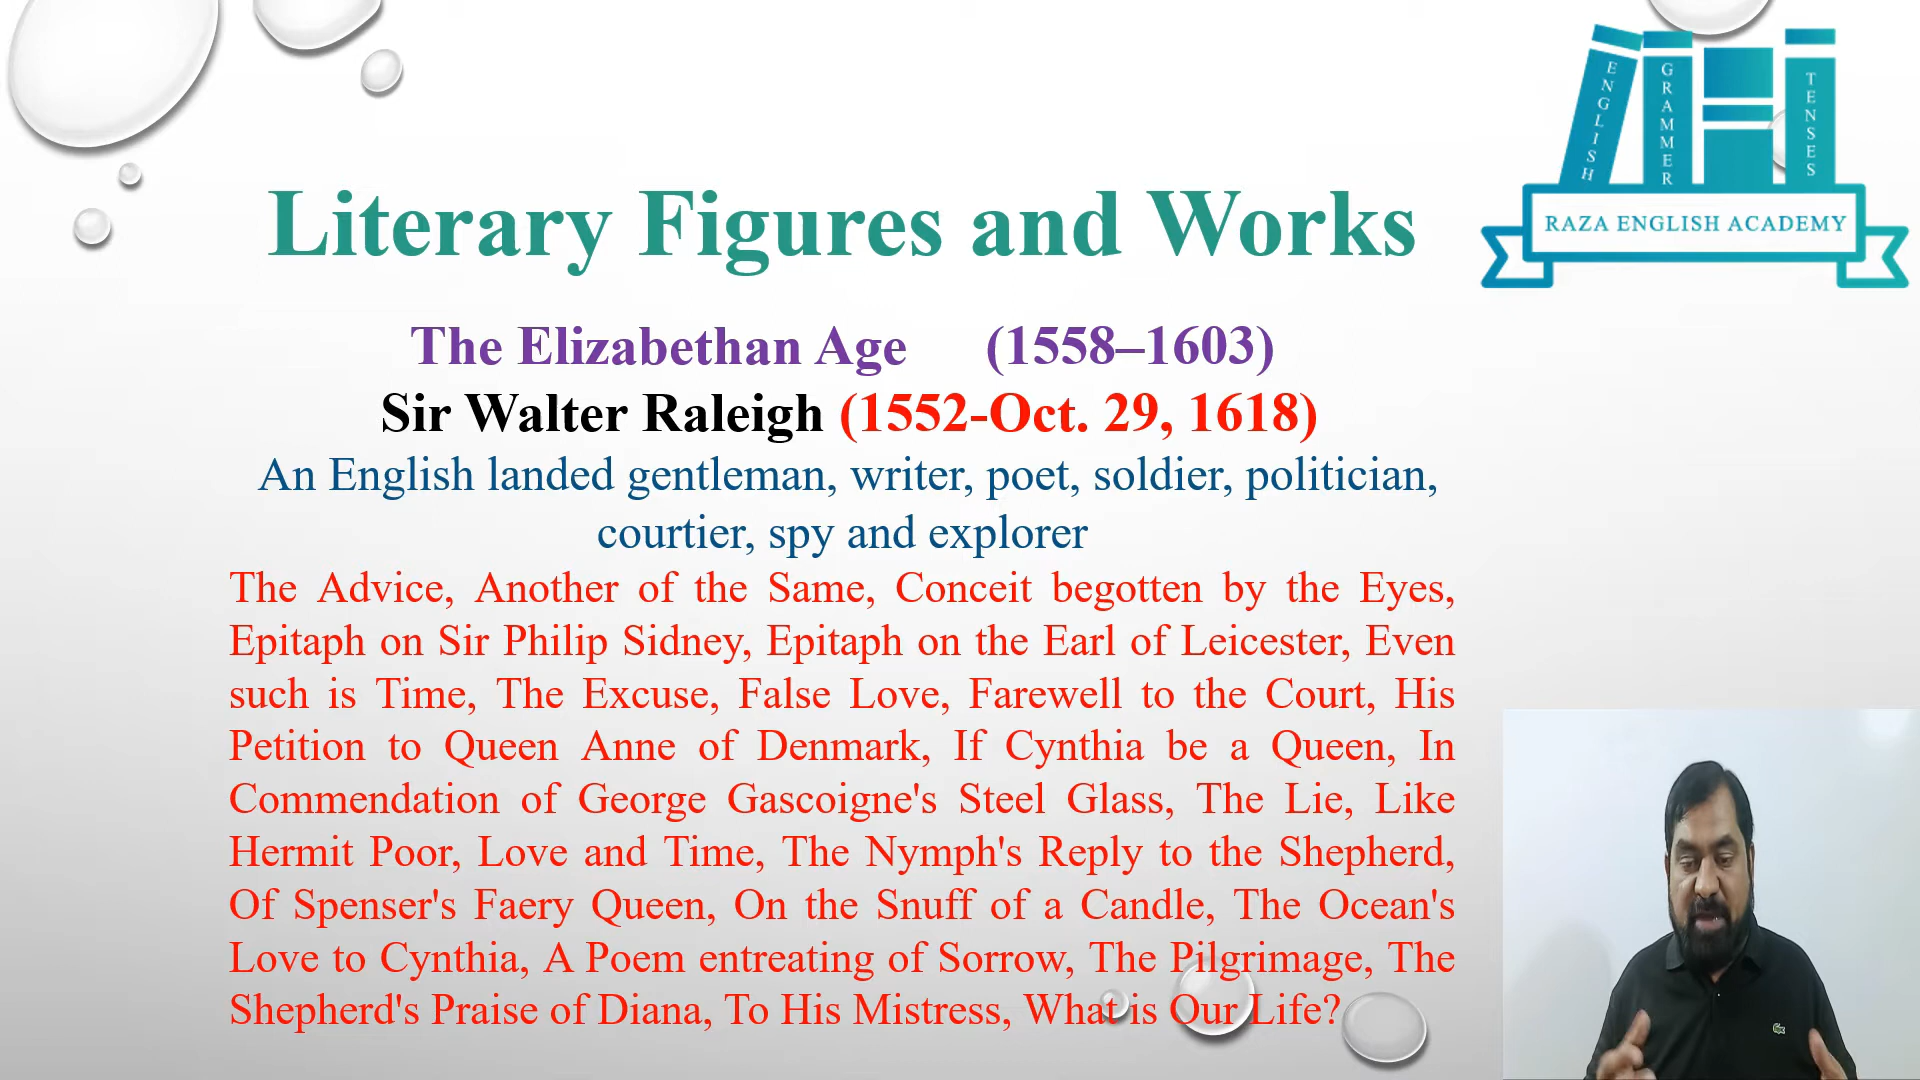 ENGLISH
GRAMMER
TENSES
RAZA ENGLISH ACADEMY
Literary Figures and Works
The Elizabethan Age (1558–1603)
Sir Walter Raleigh (1552-Oct. 29, 1618)
An English landed gentleman, writer, poet, soldier, politician,
courtier, spy and explorer
The Advice, Another of the Same, Conceit begotten by the Eyes,
Epitaph on Sir Philip Sidney, Epitaph on the Earl of Leicester, Even
such is Time, The Excuse, False Love, Farewell to the Court, His
Petition to Queen Anne of Denmark, If Cynthia be a Queen, In
Commendation of George Gascoigne's Steel Glass, The Lie, Like
Hermit Poor, Love and Time, The Nymph's Reply to the Shepherd,
Of Spenser's Faery Queen, On the Snuff of a Candle, The Ocean's
Love to Cynthia, A Poem entreating of Sorrow, The Pilgrimage, The
Shepherd's Praise of Diana, To His Mistress, What is Our Life?